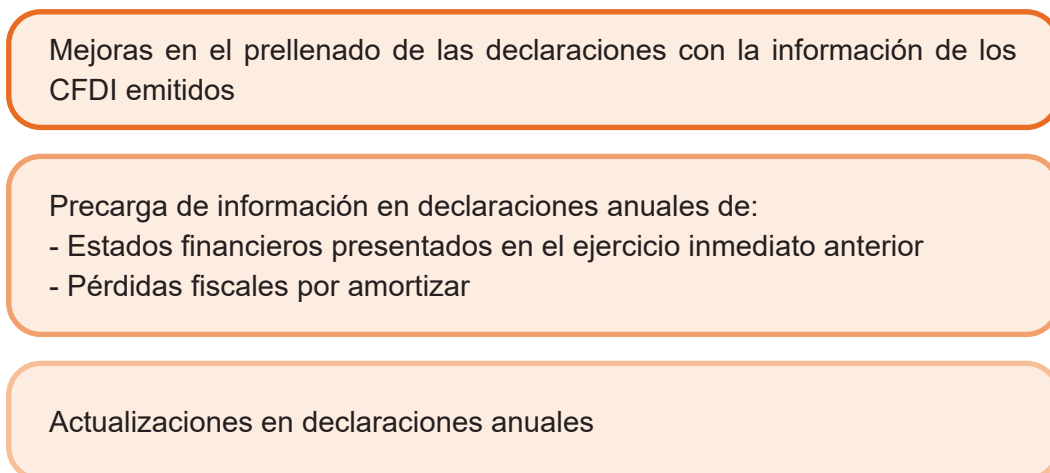 Mejoras en el prellenado de las declaraciones con la información de los
CFDI emitidos
Precarga de información en declaraciones anuales de:
- Estados financieros presentados en el ejercicio inmediato anterior
- Pérdidas fiscales por amortizar
Actualizaciones en declaraciones anuales